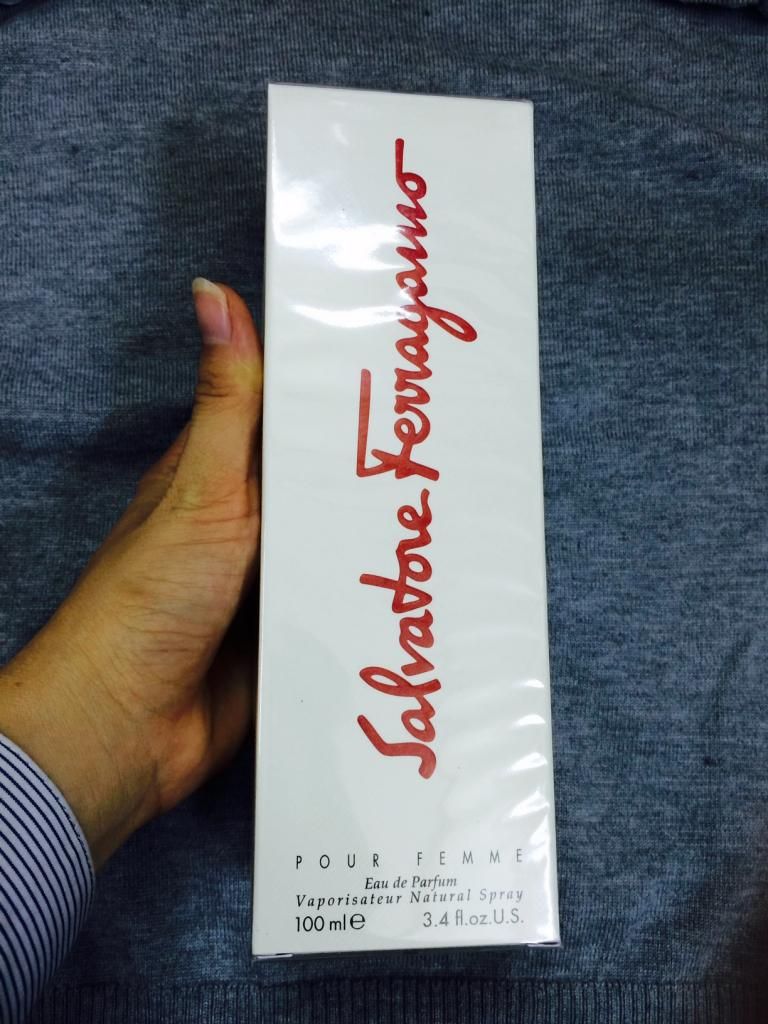 Salvatore Ferragamo
POUR FEMME
Eau de Parfum
Vaporisateur Natural Spray
100 ml℮ 3.4 fl.oz.U.S.